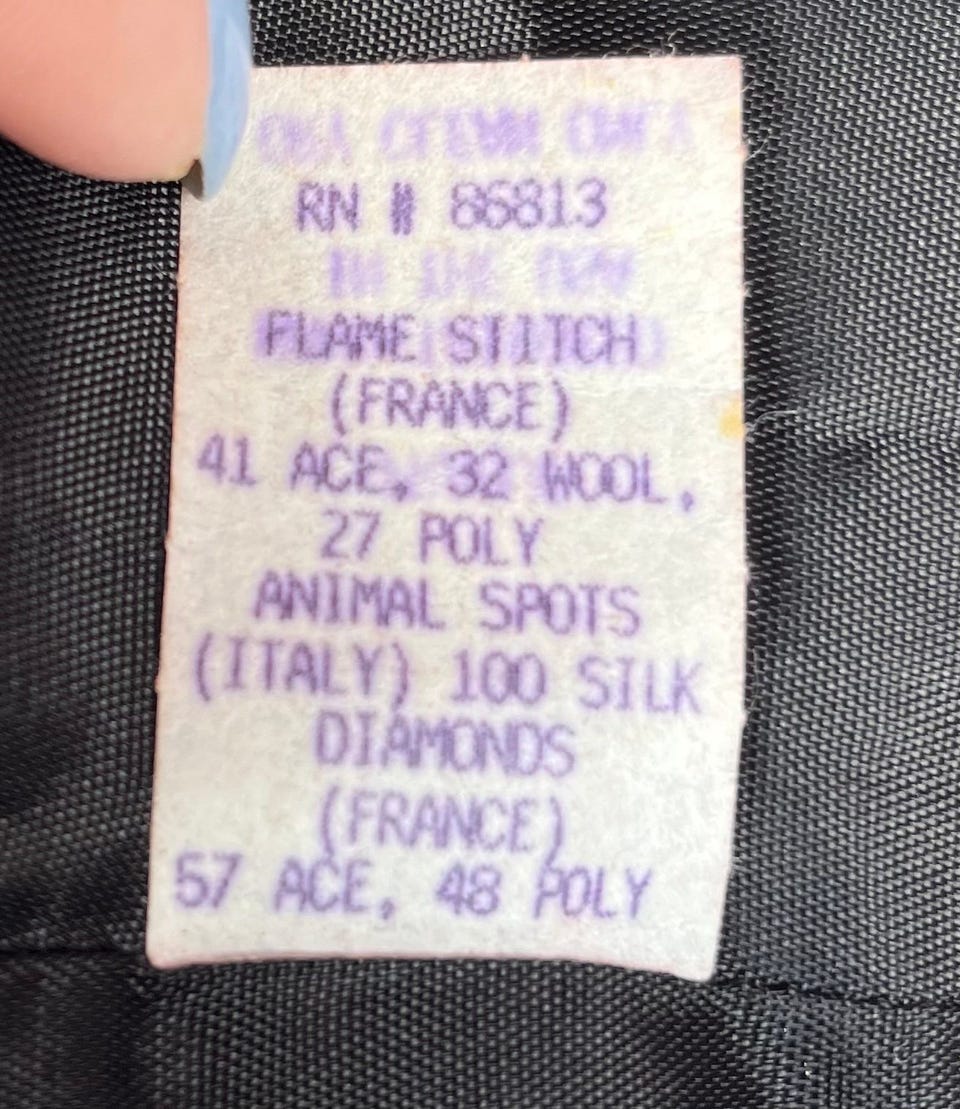 RN # 86813
FLAME STITCH
(FRANCE)
41 ACE, 32 WOOL,
27 POLY
ANIMAL SPOTS
(ITALY) 100 SILK
DIAMONDS
(FRANCE)
57 ACE, 48 POLY